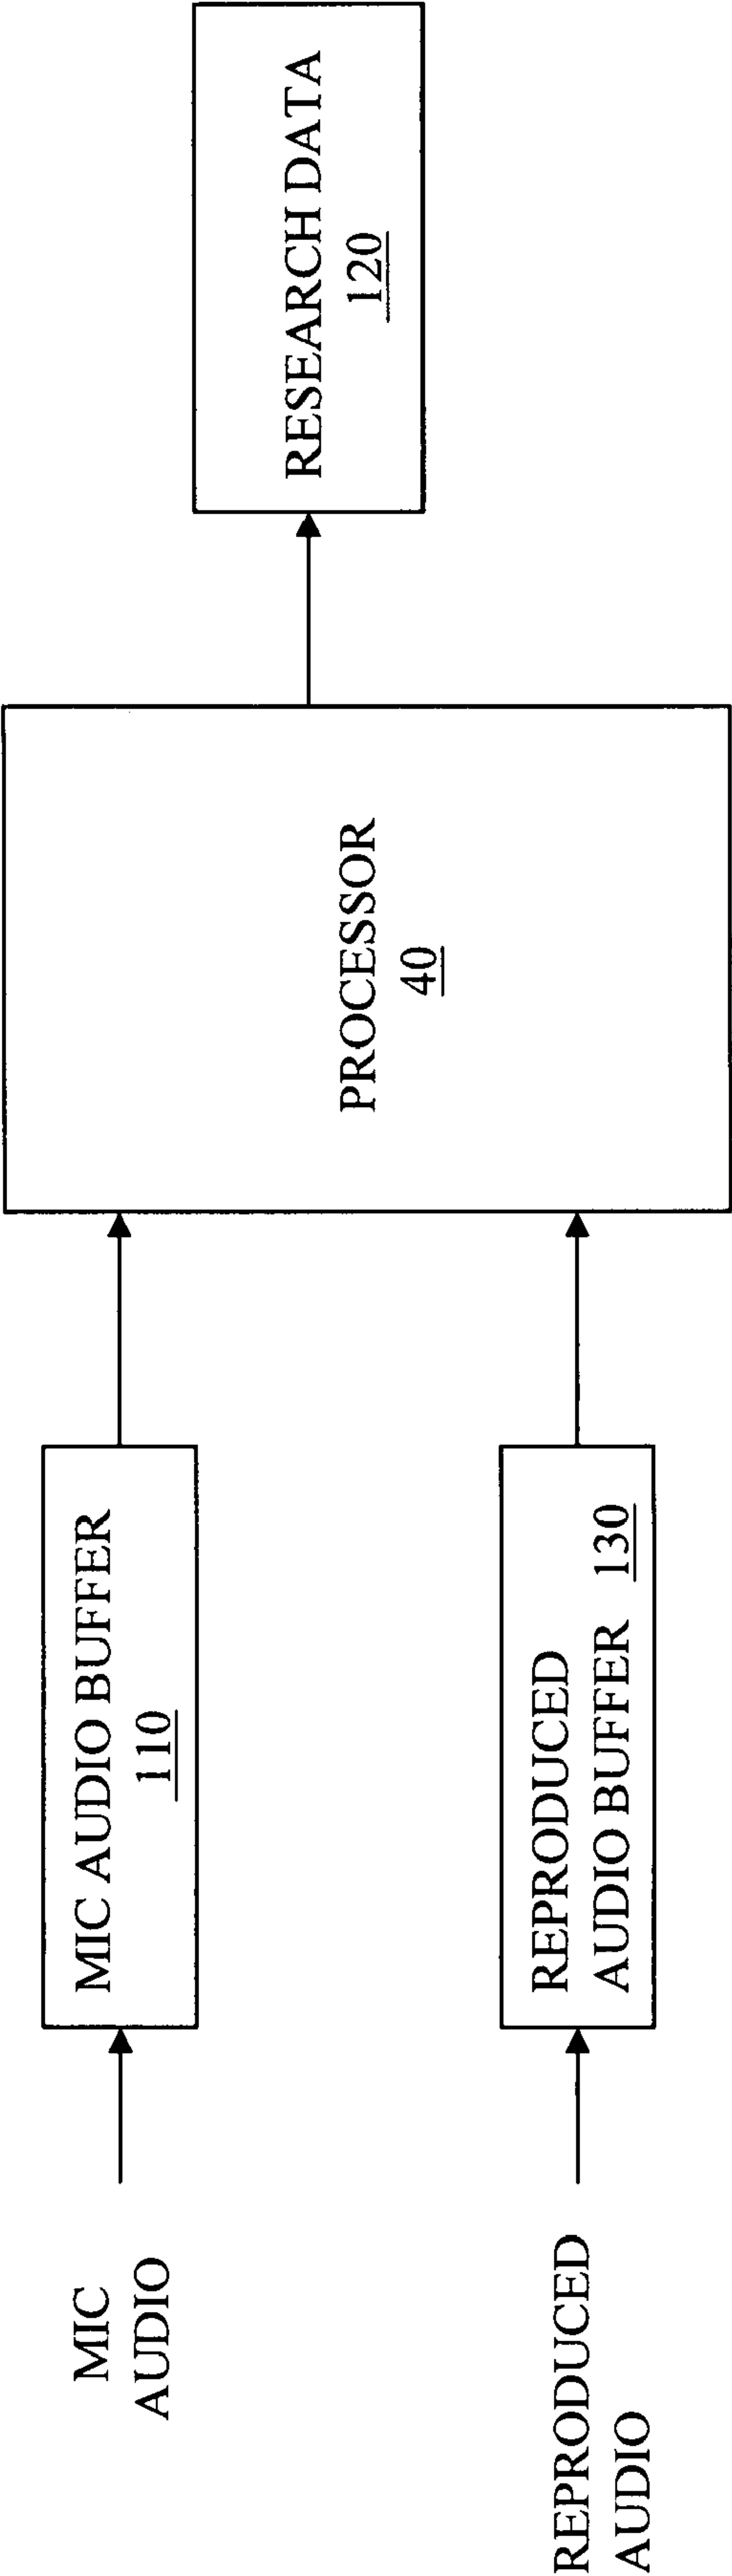 MIC
AUDIO
MIC AUDIO BUFFER
110
REPRODUCED
AUDIO
REPRODUCED
AUDIO BUFFER 130
PROCESSOR
40
RESEARCH DATA
120